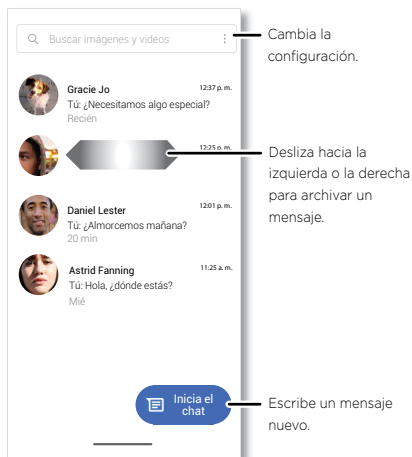 Buscar imágenes y videos
Cambia la
configuración.
Gracie Jo
12:37 p. m.
Tú: ¿Necesitamos algo especial?
Recién
12:25 p. m.
Desliza hacia la
izquierda o la derecha
para archivar un
mensaje.
Daniel Lester
12:01 p. m.
Tú: ¿Almorcemos mañana?
20 min
Astrid Fanning
11:25 a. m.
Tú: Hola, ¿dónde estás?
Mié
Inicia el
chat
Escribe un mensaje
nuevo.